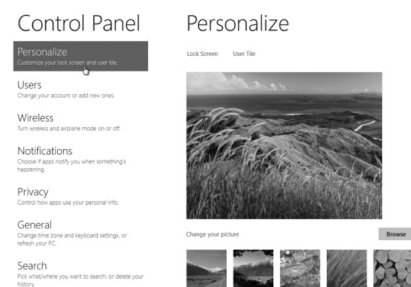 Control Panel
Personalize
Customize your lock screen and user tile.
Users
Change your account or add new ones.
Wireless
Turn wireless and airplane mode on or off.
Notifications
Choose if apps notify you when something's
happening.
Privacy
Control how apps use your personal info.
General
Change time zone and keyboard settings, or
refresh your PC.
Search
Pick what/where you want to search, or delete your
history.
Personalize
Lock Screen User Tile
Change your picture
Browse